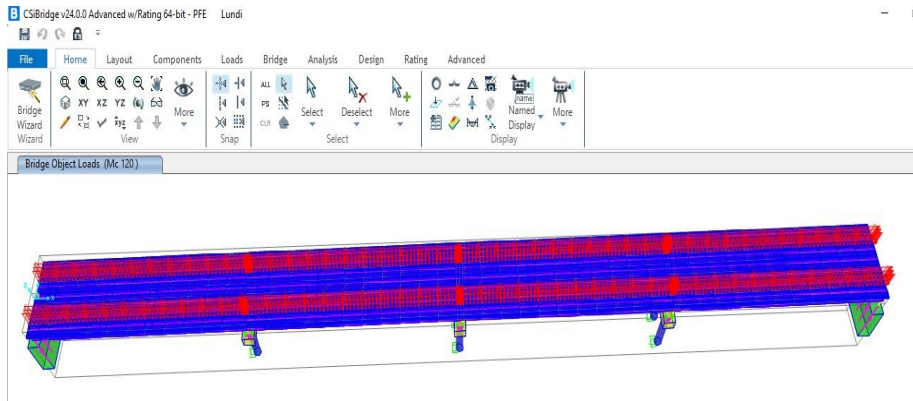 B CSiBridge v24.0.0 Advanced w/Rating 64-bit - PFE Lundi
File Home Layout Components Loads Bridge Analysis Design Rating Advanced
ALL
XY XZ YZ PS
Bridge Wizard More Select Deselect More Named Display More
xyz CLR name
Wizard View Snap Select Display
Bridge Object Loads (Mc 120 )